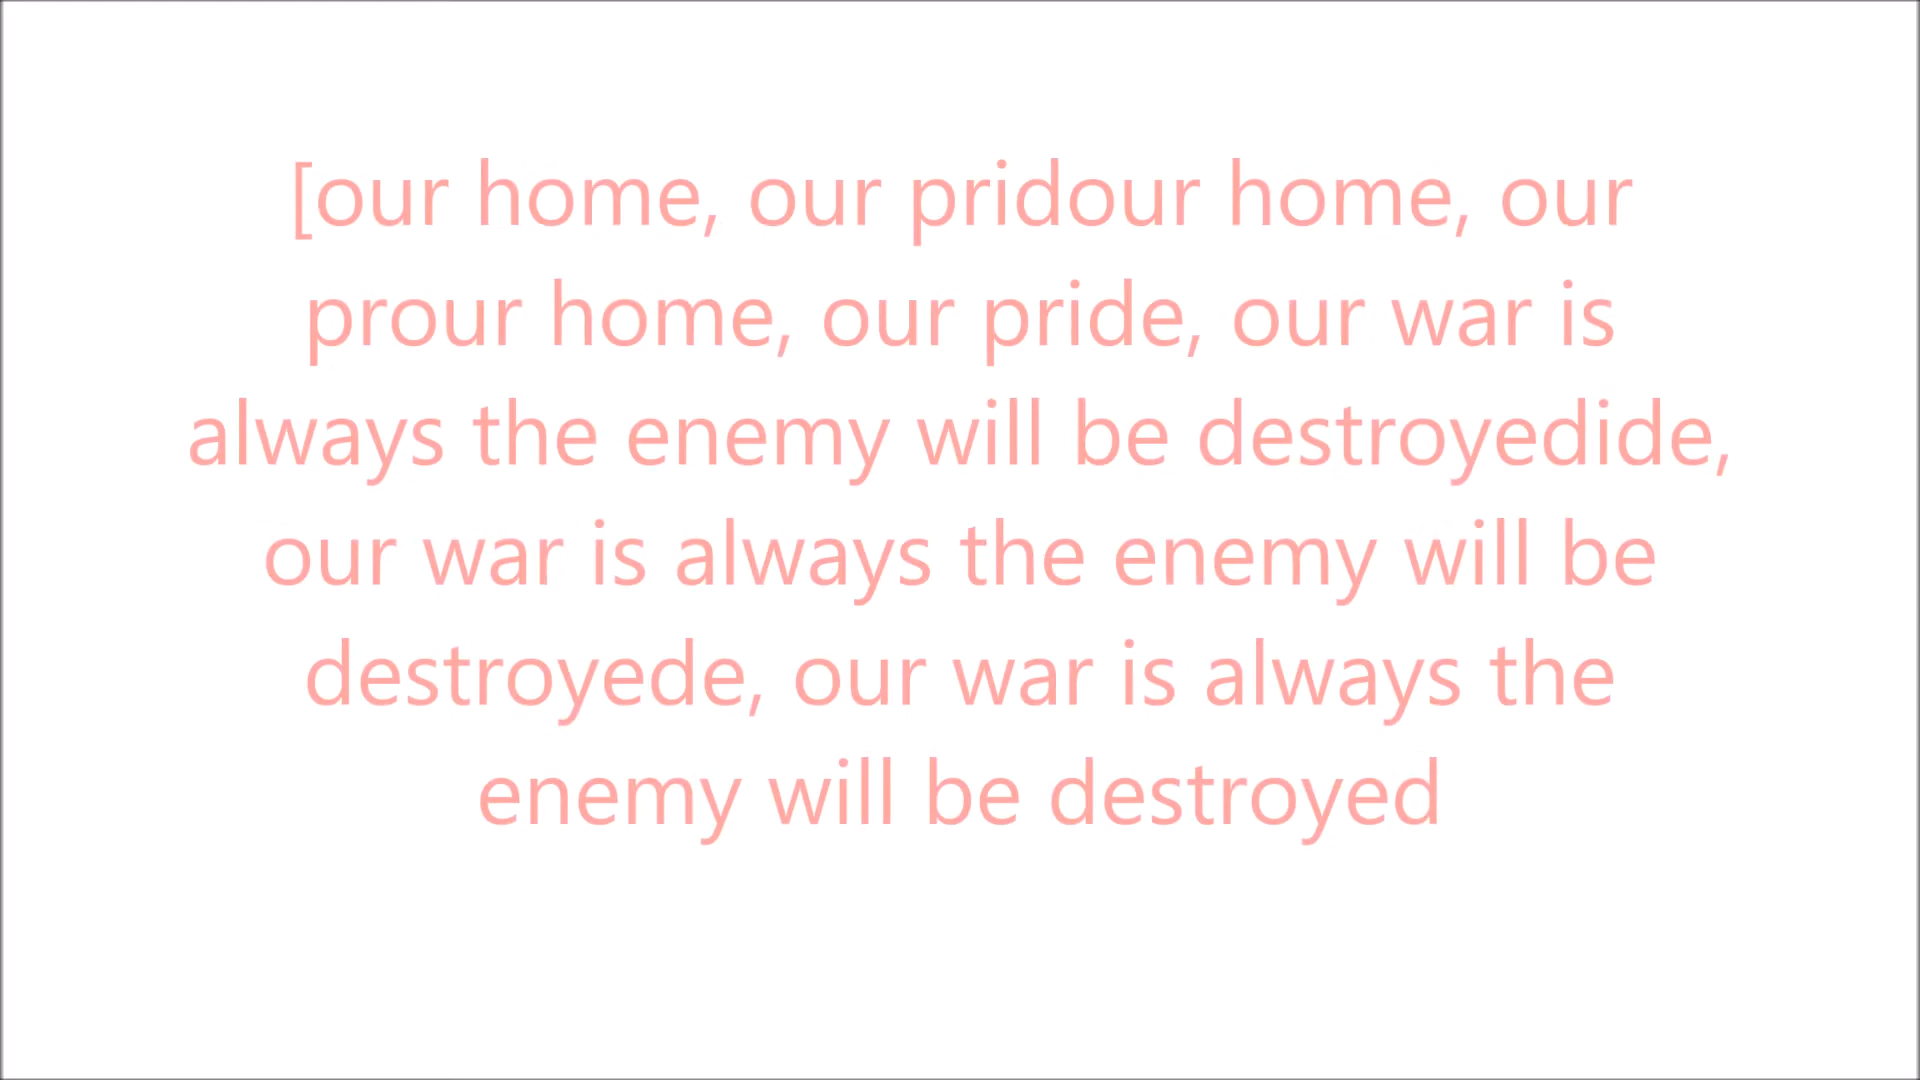 [our home, our pridour home, our
prour home, our pride, our war is
always the enemy will be destroyedide,
our war is always the enemy will be
destroyede, our war is always the
enemy will be destroyed